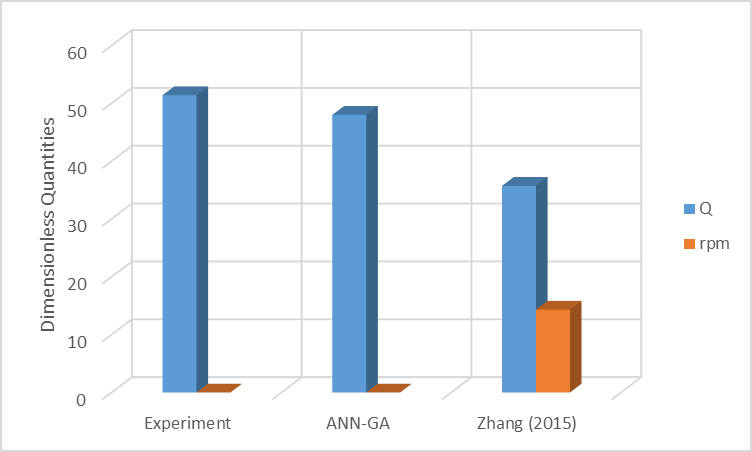 Dimensionless Quantities
60
50
40
30
20
10
0
Experiment
ANN-GA
Zhang (2015)
Q
rpm